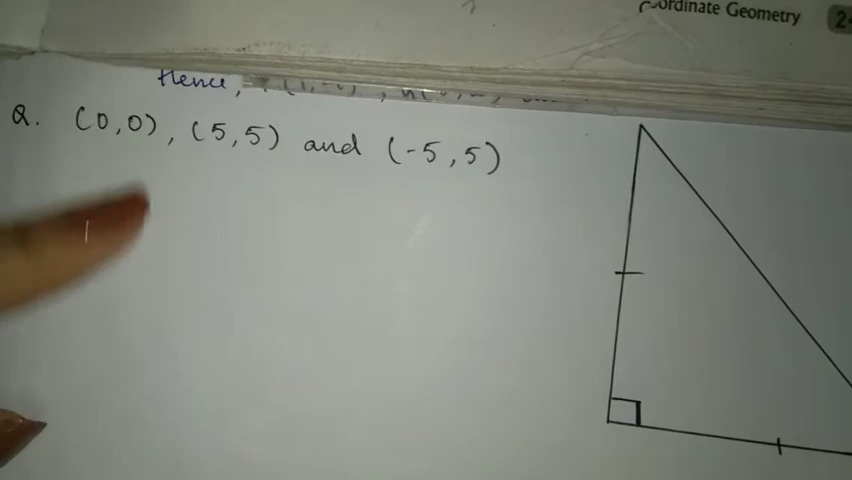 Coordinate Geometry
Hence,
Q. (0,0), (5,5) and (-5,5)